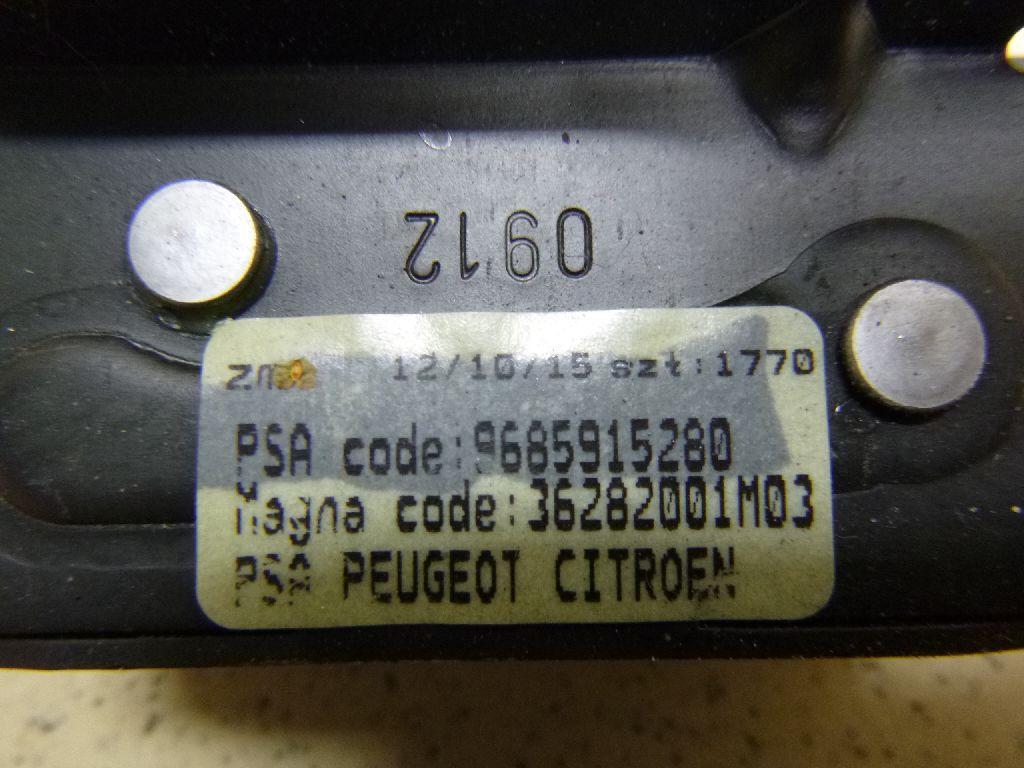 0912
12/10/15 szt:1770
PSA code:9685915280
Magna code:36282001M03
PSA PEUGEOT CITROEN